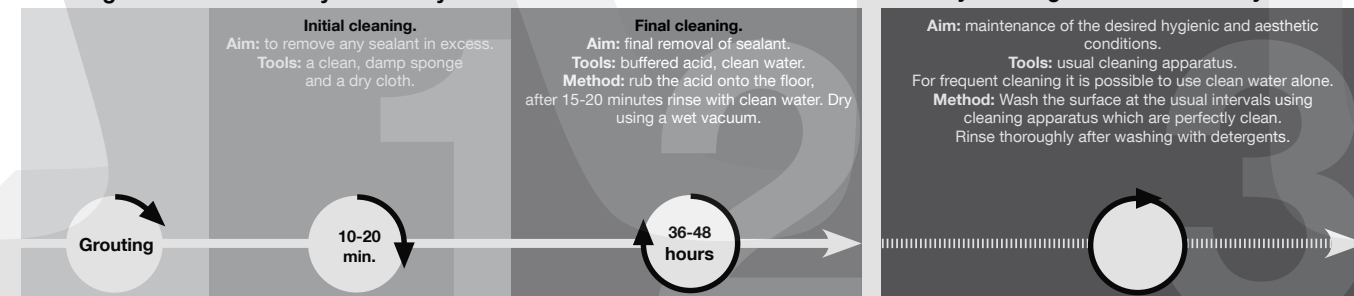 Initial cleaning.
Aim: to remove any sealant in excess.
Tools: a clean, damp sponge
and a dry cloth.
1
Final cleaning.
Aim: final removal of sealant.
Tools: buffered acid, clean water.
Method: rub the acid onto the floor,
after 15-20 minutes rinse with clean water. Dry
using a wet vacuum.
2
Aim: maintenance of the desired hygienic and aesthetic
conditions.
Tools: usual cleaning apparatus.
For frequent cleaning it is possible to use clean water alone.
Method: Wash the surface at the usual intervals using
cleaning apparatus which are perfectly clean.
Rinse thoroughly after washing with detergents.
3
Grouting
10-20
min.
36-48
hours